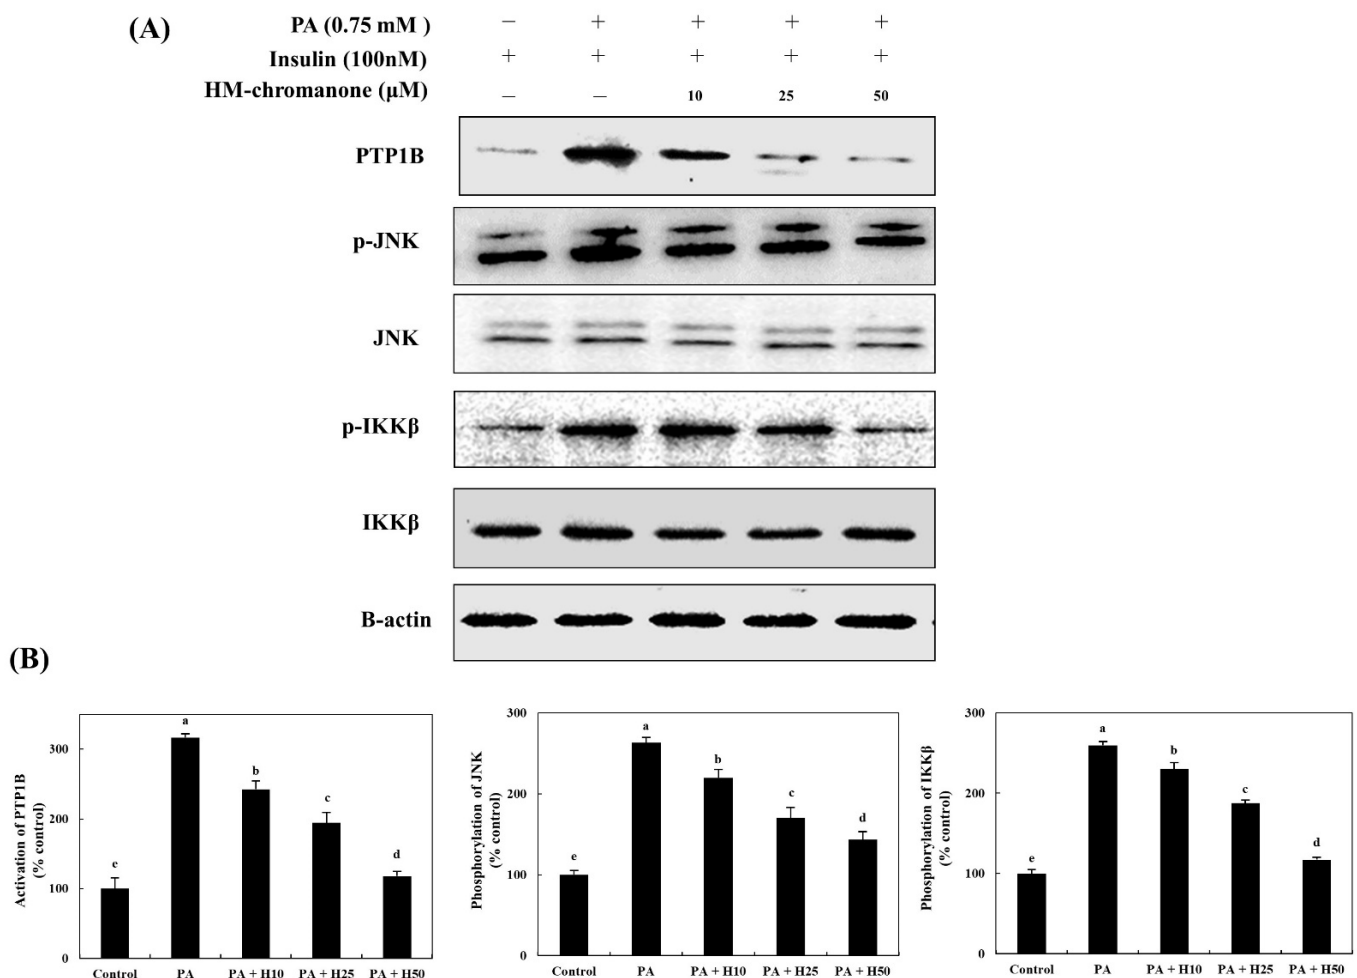 (A)
PA (0.75 mM ) − + + + +
Insulin (100nM) + + + + +
HM-chromanone (μM) − − 10 25 50
PTP1B
p-JNK
JNK
p-IKKβ
IKKβ
B-actin
(B)
Activation of PTP1B
(% control)
300
200
100
0
e a b c d
Control PA PA + H10 PA + H25 PA + H50
Phosphorylation of JNK
(% control)
300
200
100
0
e a b c d
Control PA PA + H10 PA + H25 PA + H50
Phosphorylation of IKKβ
(% control)
300
200
100
0
e a b c d
Control PA PA + H10 PA + H25 PA + H50